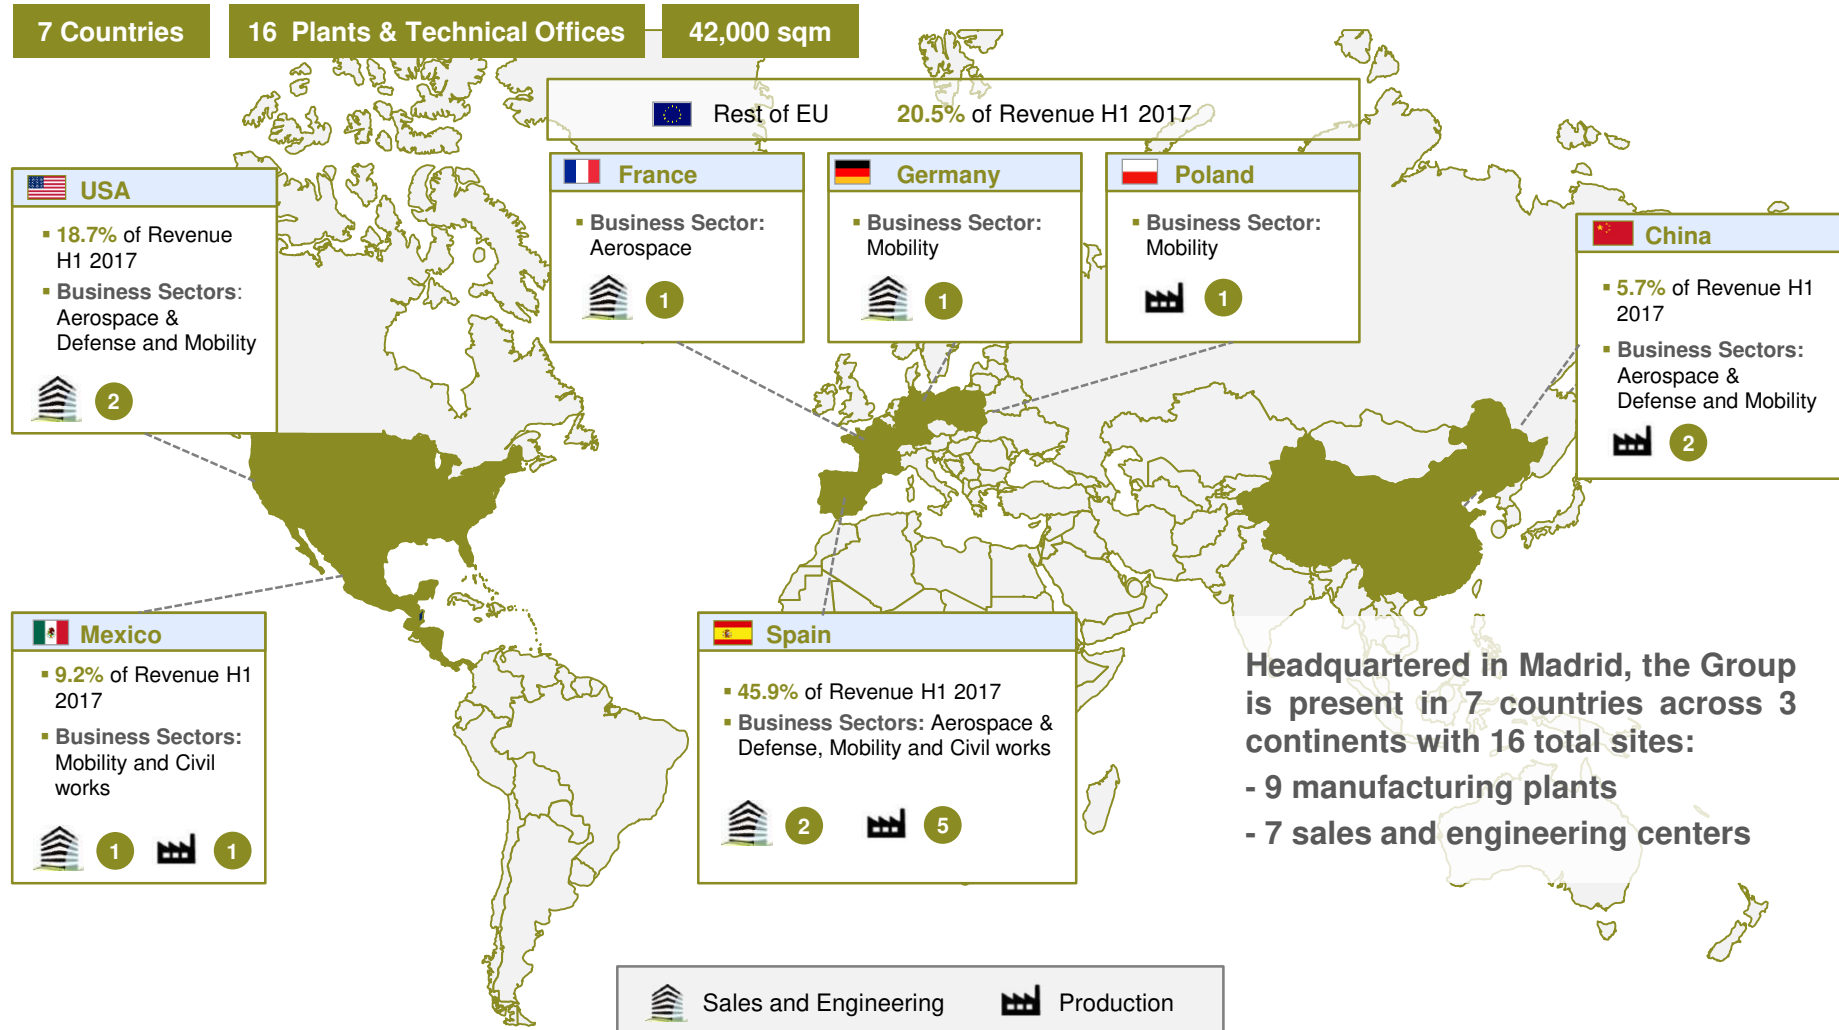 7 Countries
16 Plants & Technical Offices
42,000 sqm
Rest of EU 20.5% of Revenue H1 2017
USA
▪ 18.7% of Revenue
H1 2017
▪ Business Sectors:
Aerospace &
Defense and Mobility
2
France
▪ Business Sector:
Aerospace
1
Germany
▪ Business Sector:
Mobility
1
Poland
▪ Business Sector:
Mobility
1
China
▪ 5.7% of Revenue H1
2017
▪ Business Sectors:
Aerospace &
Defense and Mobility
2
Mexico
▪ 9.2% of Revenue H1
2017
▪ Business Sectors:
Mobility and Civil
works
1 1
Spain
▪ 45.9% of Revenue H1 2017
▪ Business Sectors: Aerospace &
Defense, Mobility and Civil works
2 5
Headquartered in Madrid, the Group
is present in 7 countries across 3
continents with 16 total sites:
- 9 manufacturing plants
- 7 sales and engineering centers
Sales and Engineering Production